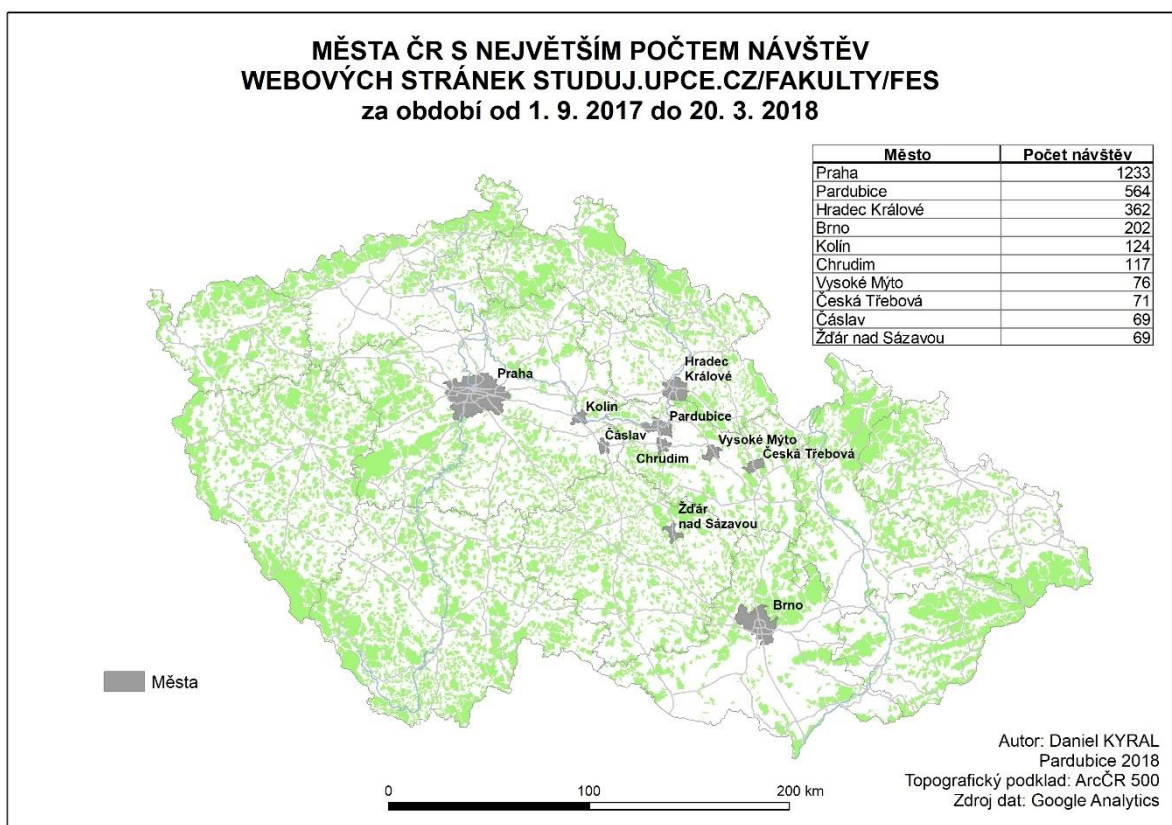 MĚSTA ČR S NEJVĚTŠÍM POČTEM NÁVŠTĚV
WEBOVÝCH STRÁNEK STUDUJ.UPCE.CZ/FAKULTY/FES
za období od 1. 9. 2017 do 20. 3. 2018
Město Počet návštěv
Praha 1233
Pardubice 564
Hradec Králové 362
Brno 202
Kolín 124
Chrudim 117
Vysoké Mýto 76
Česká Třebová 71
Čáslav 69
Žďár nad Sázavou 69
Hradec
Králové
Praha
Kolín
Pardubice
Čáslav
Vysoké Mýto
Chrudim
Česká Třebová
Žďár
nad Sázavou
Brno
Města
Autor: Daniel KYRAL
Pardubice 2018
Topografický podklad: ArcČR 500
Zdroj dat: Google Analytics
0 100 200 km